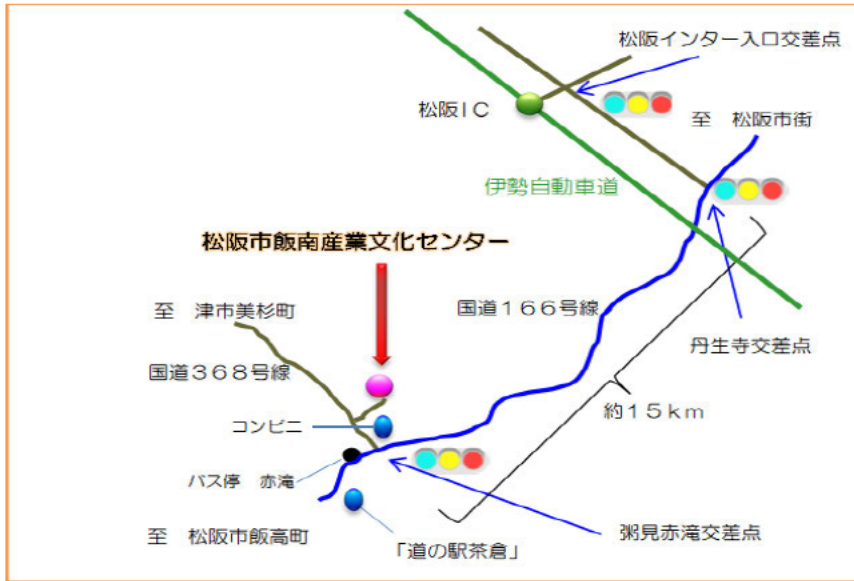 松阪インター入口交差点
松阪ＩＣ
至　松阪市街
伊勢自動車道
松阪市飯南産業文化センター
至　津市美杉町
国道１６６号線
丹生寺交差点
国道３６８号線
約１５ｋｍ
コンビニ
バス停　赤滝
粥見赤滝交差点
至　松阪市飯高町
「道の駅茶倉」